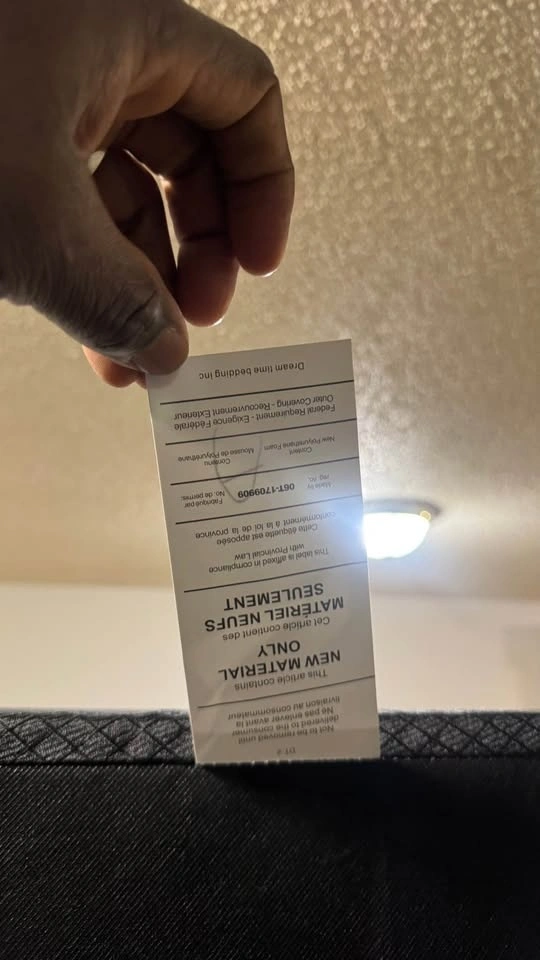 DT #
Not to be removed until
delivered to the consumer
Ne pas enlever avant la
livraison au consommateur
This article contains
NEW MATERIAL
ONLY
Cet article contient des
MATÉRIEL NEUFS
SEULEMENT
This label is affixed in compliance
with Provincial Law
Cette étiquette est apposée
conformément à la loi de la province
Made by
reg. no. 06T-1709909 Fabriqué par
No. de permis:
Content Contenu
New Polyurethane Foam Mousse de Polyuréthane
Federal Requirement - Exigence Fédérale
Outer Covering - Recouvrement Exterieur
Dream time bedding inc